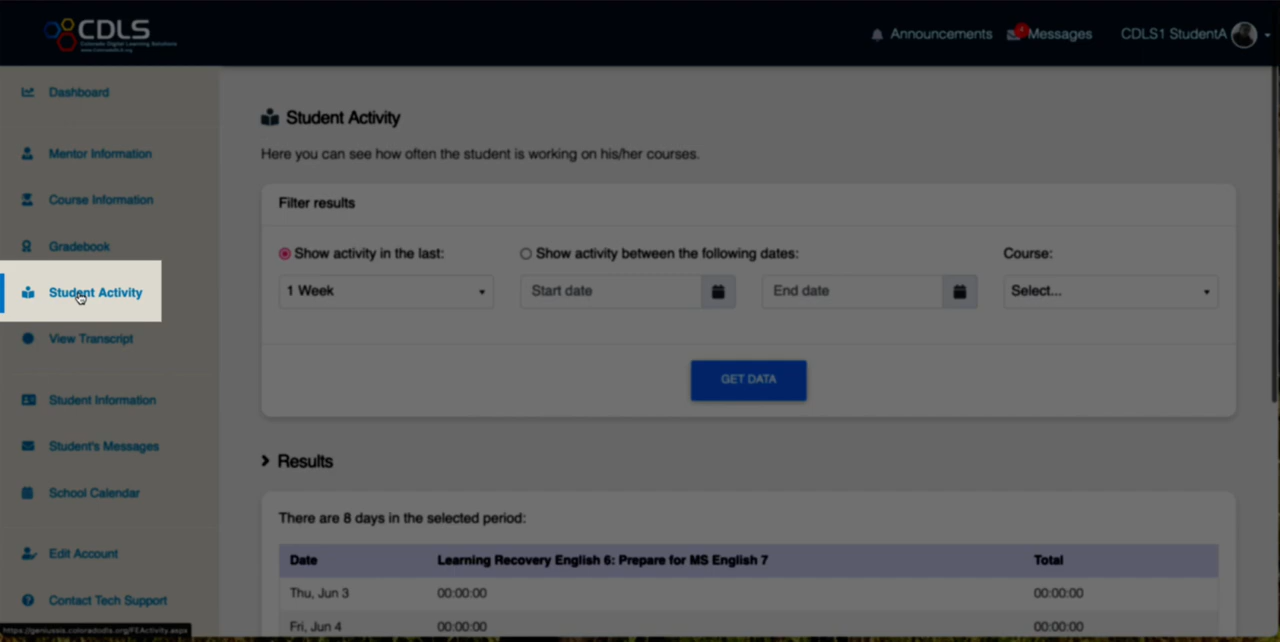 CDLS
Colorado Digital Learning Solutions
www.ColoradoDLS.org
Announcements
Messages
CDLS1 StudentA
Dashboard
Mentor Information
Course Information
Gradebook
Student Activity
View Transcript
Student Information
Student's Messages
School Calendar
Edit Account
Contact Tech Support
https://geniussis.coloradodls.org/FEActivity.aspx
Student Activity
Here you can see how often the student is working on his/her courses.
Filter results
Show activity in the last:
Show activity between the following dates:
Course:
1 Week
Start date
End date
Select...
GET DATA
Results
There are 8 days in the selected period:
Date Learning Recovery English 6: Prepare for MS English 7 Total
Thu, Jun 3 00:00:00 00:00:00
Fri, Jun 4 00:00:00 00:00:00